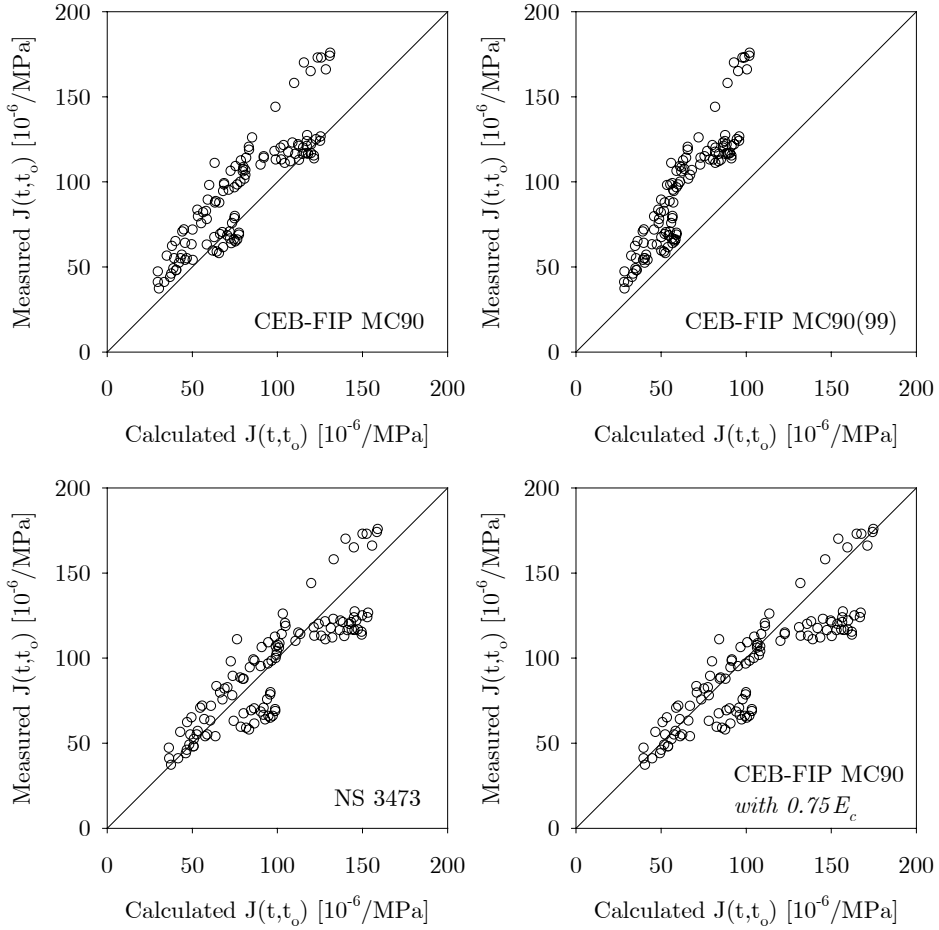 200
150
100
50
0
Measured J(t,t_o) [10^-6/MPa]
CEB-FIP MC90
0 50 100 150 200
Calculated J(t,t_o) [10^-6/MPa]
200
150
100
50
0
Measured J(t,t_o) [10^-6/MPa]
CEB-FIP MC90(99)
0 50 100 150 200
Calculated J(t,t_o) [10^-6/MPa]
200
150
100
50
0
Measured J(t,t_o) [10^-6/MPa]
NS 3473
0 50 100 150 200
Calculated J(t,t_o) [10^-6/MPa]
200
150
100
50
0
Measured J(t,t_o) [10^-6/MPa]
CEB-FIP MC90
with 0.75E_c
0 50 100 150 200
Calculated J(t,t_o) [10^-6/MPa]